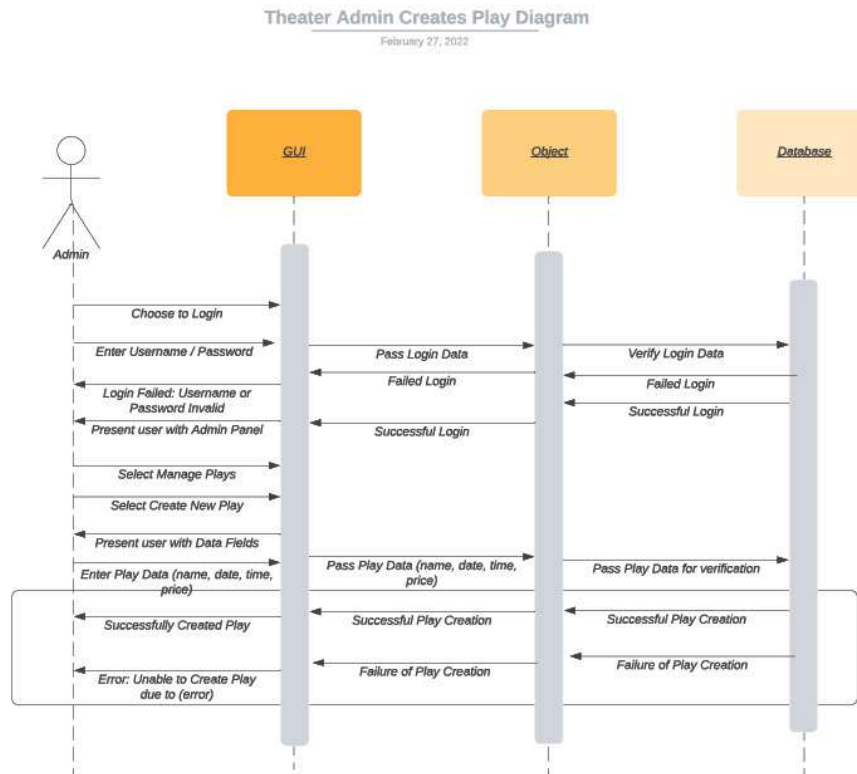 Theater Admin Creates Play Diagram
February 27, 2022
GUI
Object
Database
Admin
Choose to Login
Enter Username / Password
Pass Login Data
Verify Login Data
Failed Login
Failed Login
Login Failed: Username or
Password Invalid
Successful Login
Present user with Admin Panel
Successful Login
Select Manage Plays
Select Create New Play
Present user with Data Fields
Enter Play Data (name, date, time,
price)
Pass Play Data (name, date, time,
price)
Pass Play Data for verification
Successfully Created Play
Successful Play Creation
Successful Play Creation
Error: Unable to Create Play
due to (error)
Failure of Play Creation
Failure of Play Creation